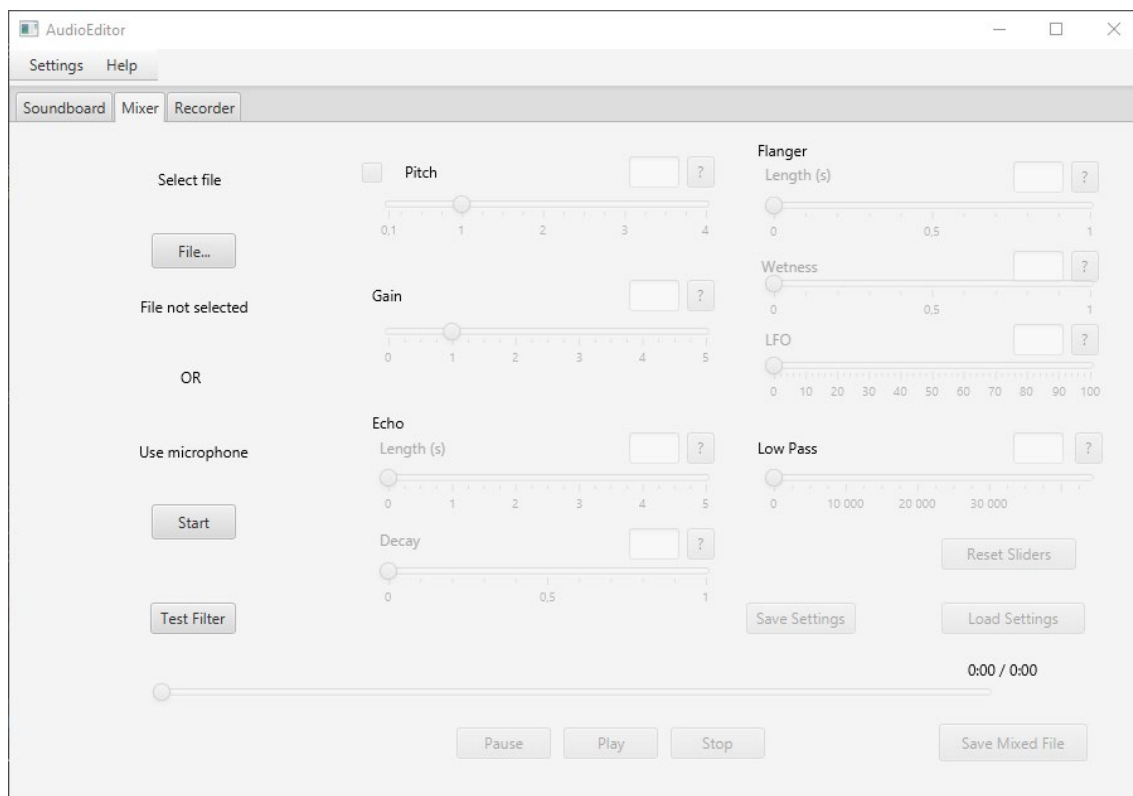 AudioEditor
Settings Help
Soundboard Mixer Recorder
Select file
File...
File not selected
OR
Use microphone
Start
Test Filter
Pitch ?
0,1 1 2 3 4
Gain ?
0 1 2 3 4 5
Echo
Length (s) ?
0 1 2 3 4 5
Decay ?
0 0,5 1
Flanger
Length (s) ?
0 0,5 1
Wetness ?
0 0,5 1
LFO ?
0 10 20 30 40 50 60 70 80 90 100
Low Pass ?
0 10 000 20 000 30 000
Reset Sliders
Save Settings Load Settings
0:00 / 0:00
Pause Play Stop Save Mixed File